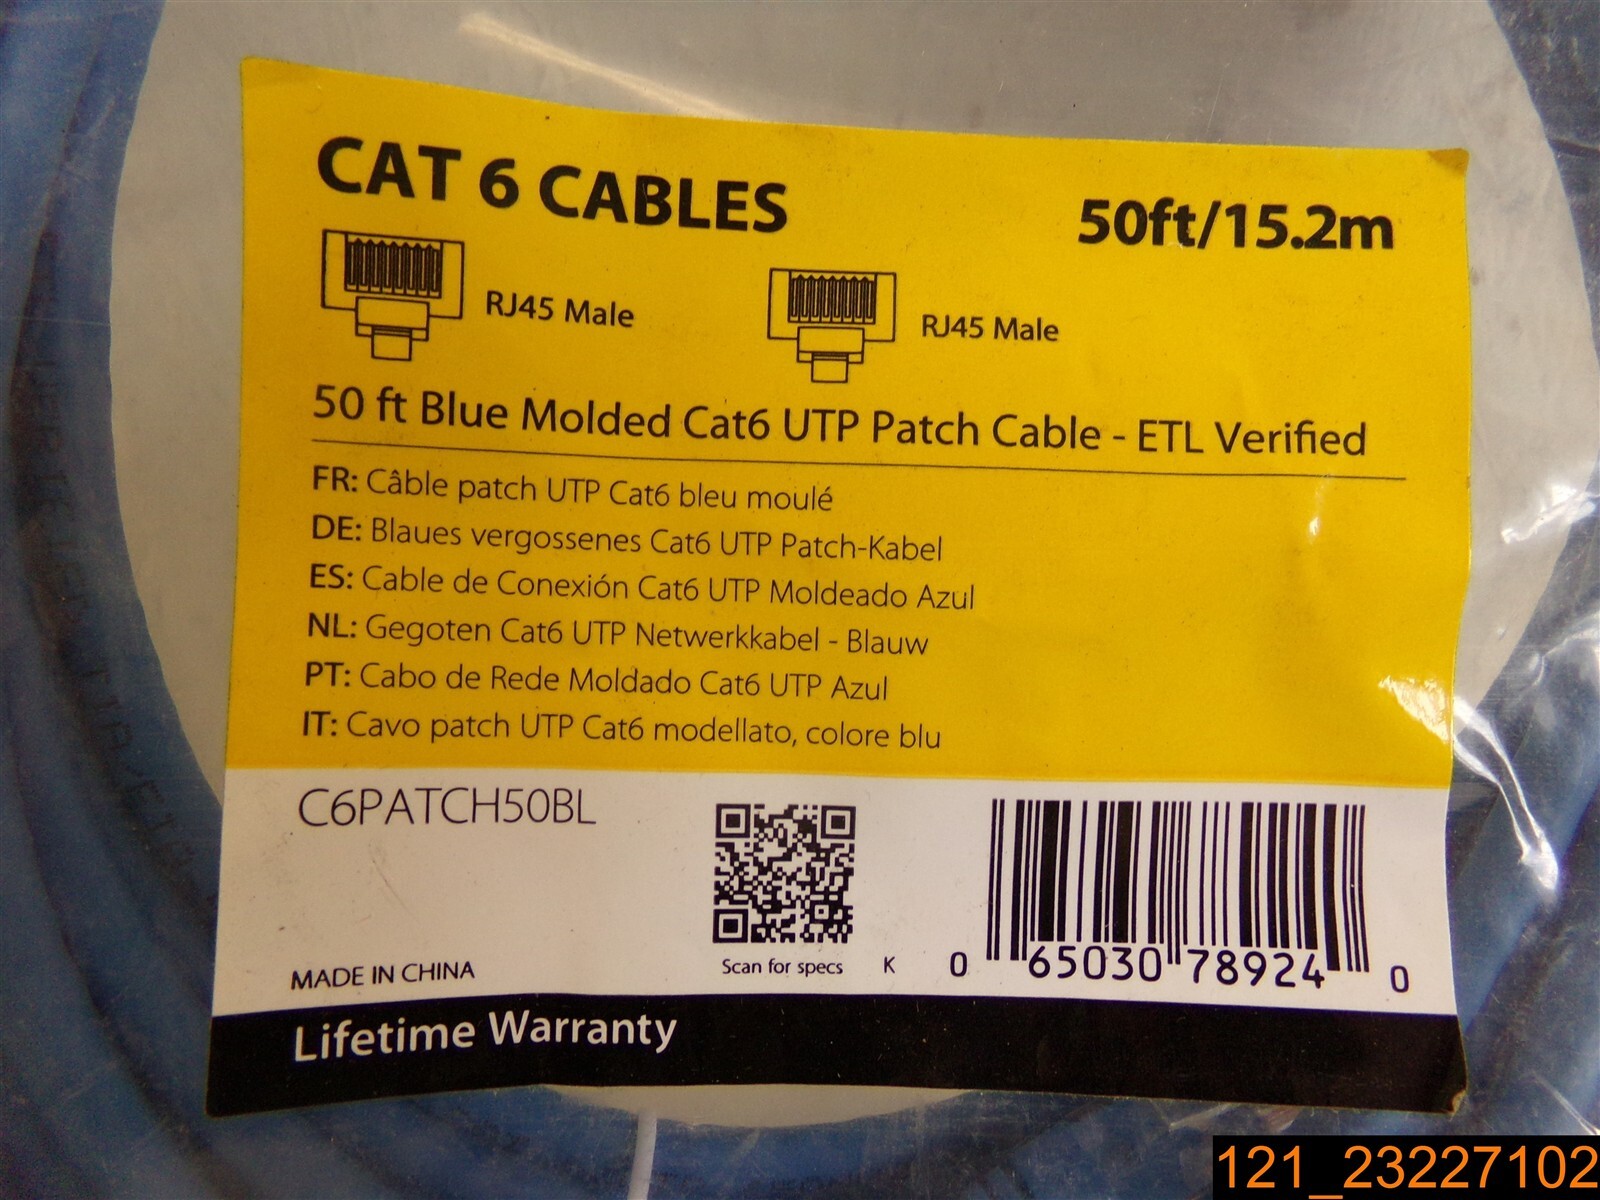 CAT 6 CABLES
50ft/15.2m
RJ45 Male
RJ45 Male
50 ft Blue Molded Cat6 UTP Patch Cable - ETL Verified
FR: Câble patch UTP Cat6 bleu moulé
DE: Blaues vergossenes Cat6 UTP Patch-Kabel
ES: Cable de Conexión Cat6 UTP Moldeado Azul
NL: Gegoten Cat6 UTP Netwerkkabel - Blauw
PT: Cabo de Rede Moldado Cat6 UTP Azul
IT: Cavo patch UTP Cat6 modellato, colore blu
C6PATCH50BL
MADE IN CHINA
Scan for specs
K
0 65030 78924 0
Lifetime Warranty
121_23227102